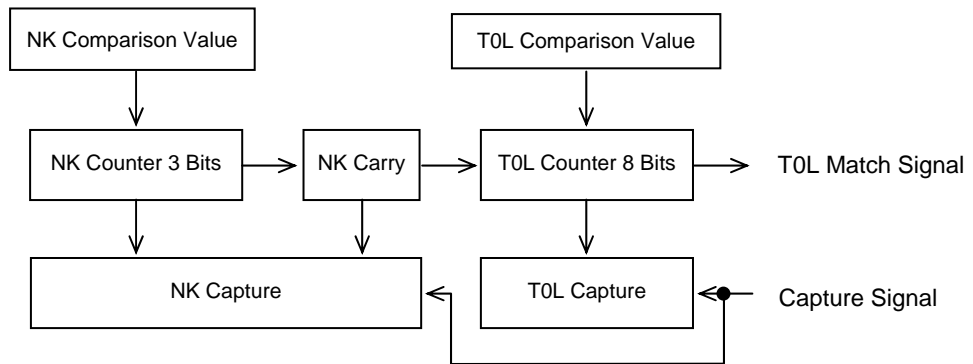 NK Comparison Value
T0L Comparison Value
NK Counter 3 Bits
NK Carry
T0L Counter 8 Bits
T0L Match Signal
NK Capture
T0L Capture
Capture Signal